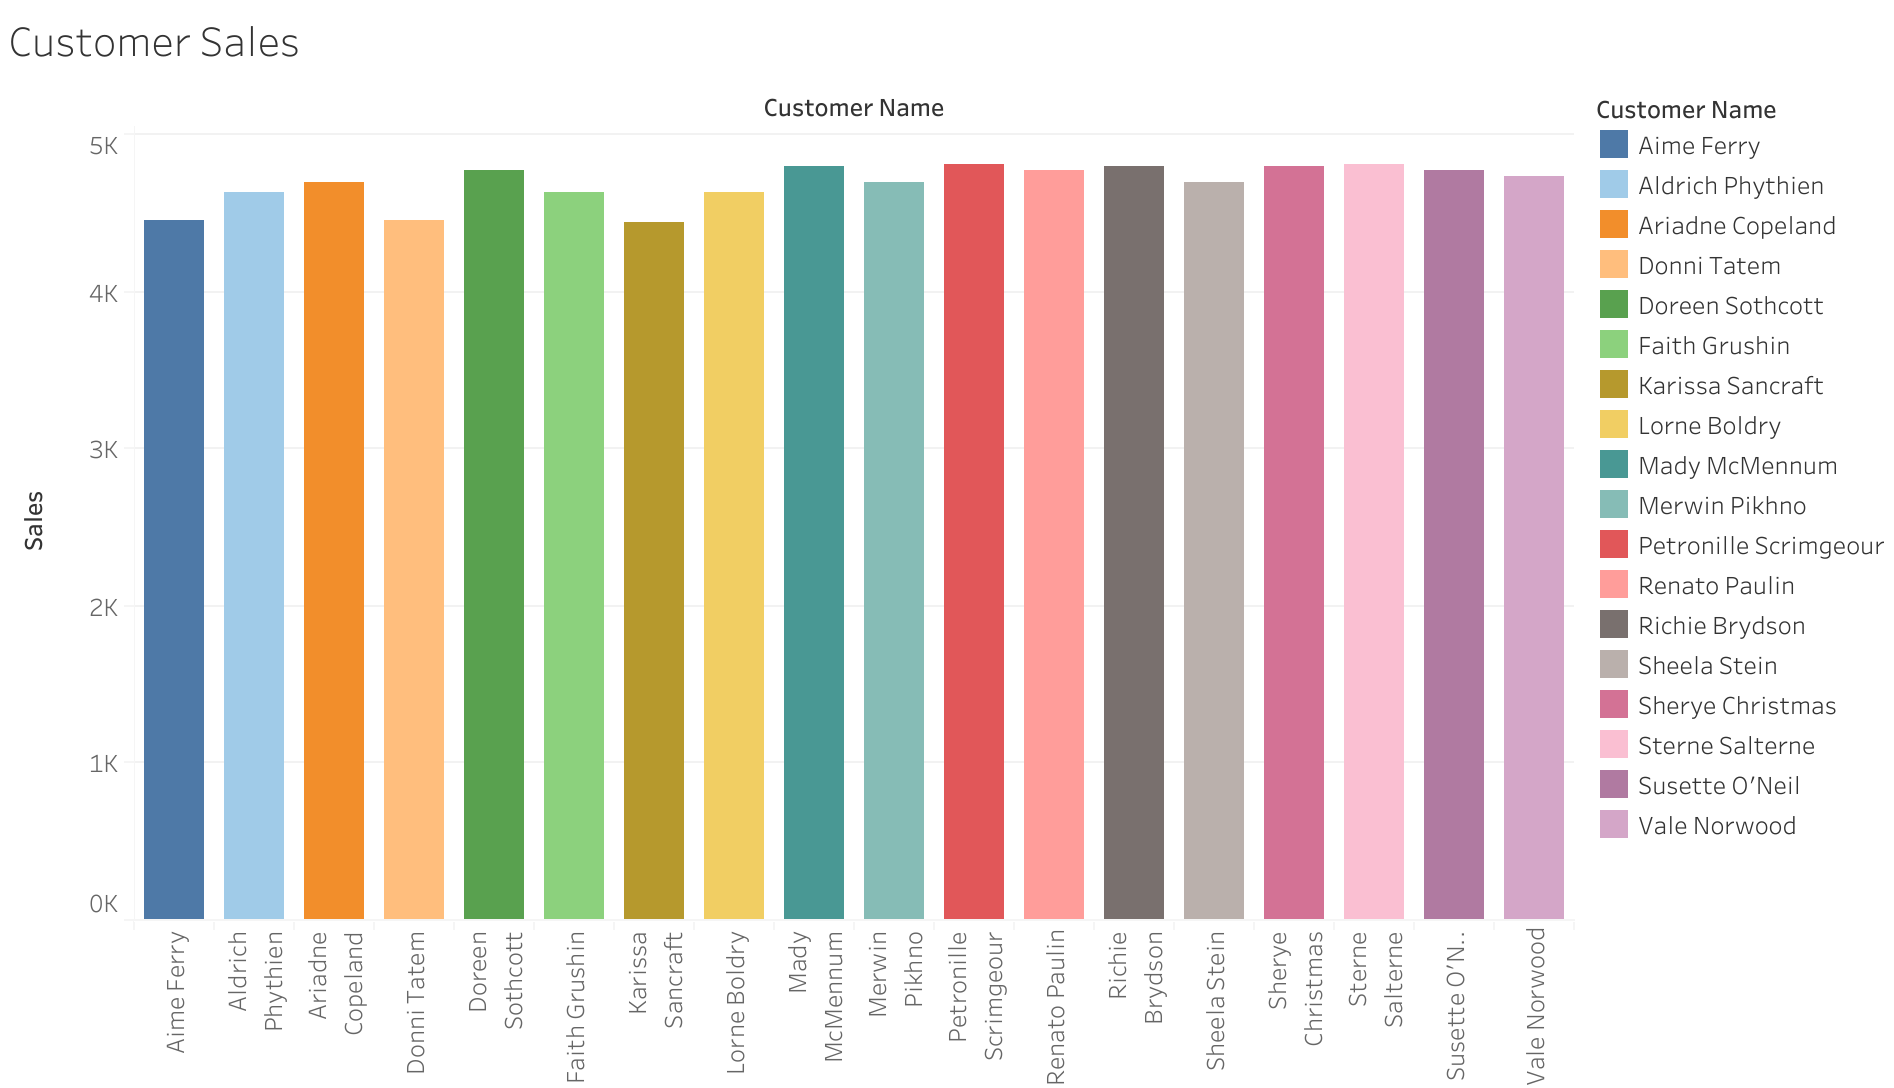 Customer Sales
Customer Name
5K
4K
3K
2K
1K
0K
Sales
Aime Ferry
Aldrich
Phythien
Ariadne
Copeland
Donni Tatem
Doreen
Sothcott
Faith Grushin
Karissa
Sancraft
Lorne Boldry
Mady
McMennum
Merwin
Pikhno
Petronille
Scrimgeour
Renato Paulin
Richie
Brydson
Sheela Stein
Sherye
Christmas
Sterne
Salterne
Susette O'N..
Vale Norwood
Customer Name
Aime Ferry
Aldrich Phythien
Ariadne Copeland
Donni Tatem
Doreen Sothcott
Faith Grushin
Karissa Sancraft
Lorne Boldry
Mady McMennum
Merwin Pikhno
Petronille Scrimgeour
Renato Paulin
Richie Brydson
Sheela Stein
Sherye Christmas
Sterne Salterne
Susette O'Neil
Vale Norwood